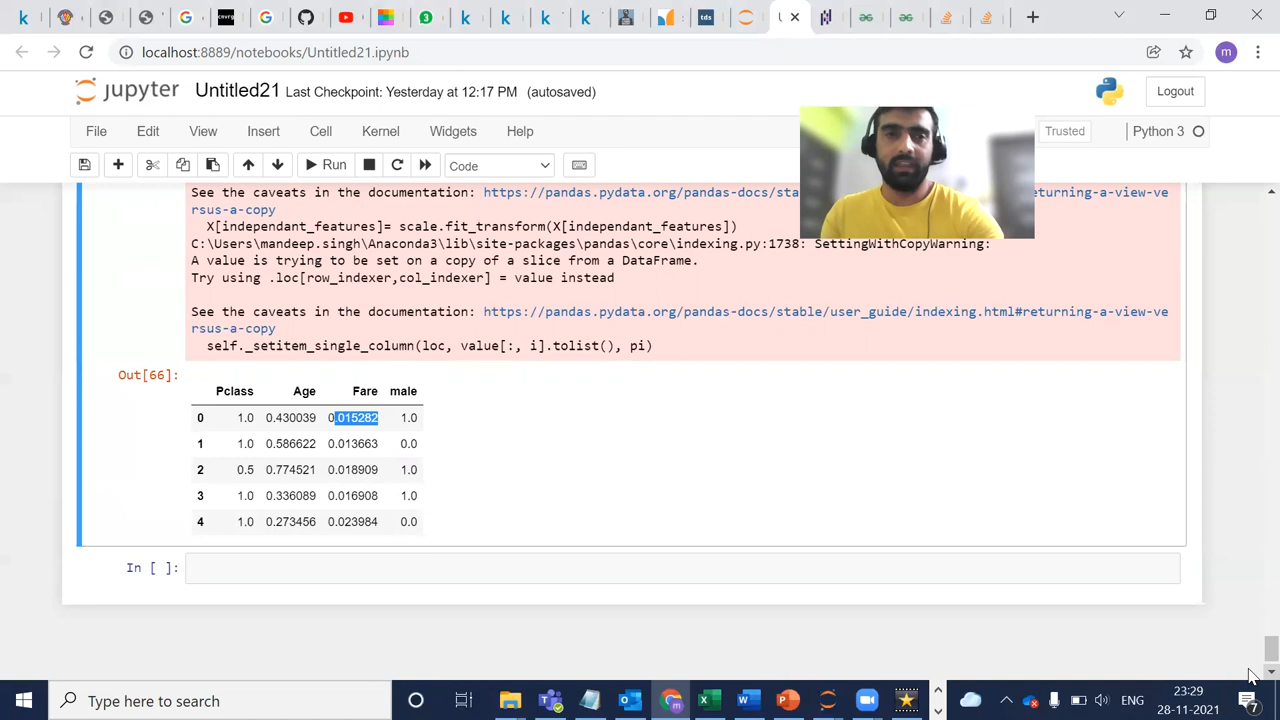 tds
localhost:8889/notebooks/Untitled21.ipynb
m
jupyter Untitled21 Last Checkpoint: Yesterday at 12:17 PM (autosaved)
Logout
File Edit View Insert Cell Kernel Widgets Help
Trusted Python 3
Run Code
See the caveats in the documentation: https://pandas.pydata.org/pandas-docs/sta returning-a-view-ve
rsus-a-copy
X[independant_features]= scale.fit_transform(X[independant_features])
C:\Users\mandeep.singh\Anaconda3\lib\site-packages\pandas\core\indexing.py:1738: SettingWithCopyWarning:
A value is trying to be set on a copy of a slice from a DataFrame.
Try using .loc[row_indexer,col_indexer] = value instead
See the caveats in the documentation: https://pandas.pydata.org/pandas-docs/stable/user_guide/indexing.html#returning-a-view-ve
rsus-a-copy
self._setitem_single_column(loc, value[:, i].tolist(), pi)
Out[66]:
Pclass Age Fare male
0 1.0 0.430039 0.015282 1.0
1 1.0 0.586622 0.013663 0.0
2 0.5 0.774521 0.018909 1.0
3 1.0 0.336089 0.016908 1.0
4 1.0 0.273456 0.023984 0.0
In [ ]:
Type here to search
ENG
23:29
28-11-2021
7